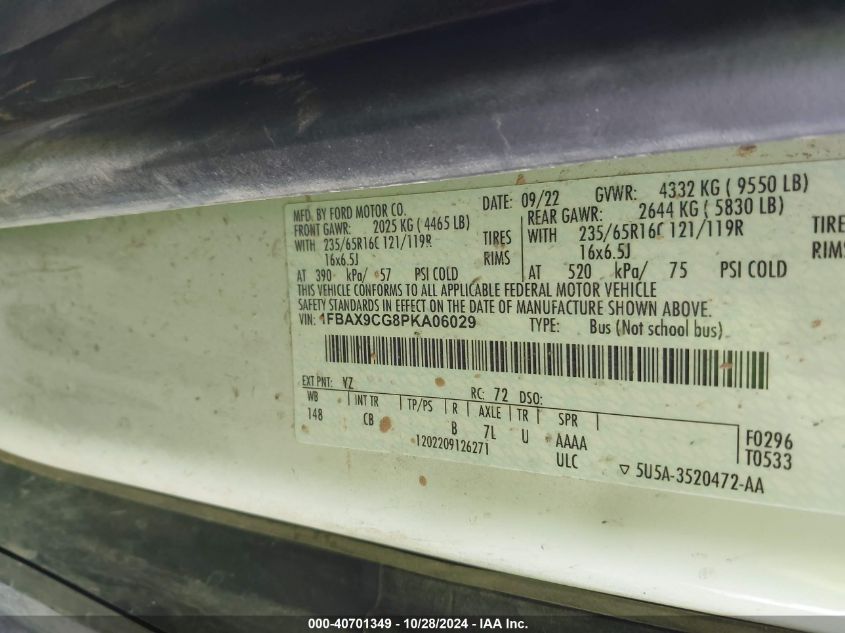 MFD. BY FORD MOTOR CO. DATE: 09/22 GVWR: 4332 KG ( 9550 LB)
FRONT GAWR: 2025 KG ( 4465 LB) REAR GAWR: 2644 KG ( 5830 LB)
WITH 235/65R16C 121/119R TIRES WITH 235/65R16C 121/119R TIRE
16x6.5J RIMS 16x6.5J RIMS
AT 390 kPa/ 57 PSI COLD AT 520 kPa/ 75 PSI COLD
THIS VEHICLE CONFORMS TO ALL APPLICABLE FEDERAL MOTOR VEHICLE
SAFETY STANDARDS IN EFFECT ON THE DATE OF MANUFACTURE SHOWN ABOVE.
VIN: 1FBAX9CG8PKA06029 TYPE: Bus (Not school bus)
EXT PNT: VZ RC: 72 DSO:
WB INT TR TP/PS R AXLE TR SPR
148 CB B 7L U AAAA F0296
1202209126271 ULC T0533
5U5A-3520472-AA
000-40701349 | 10/28/2024 - IAA Inc.